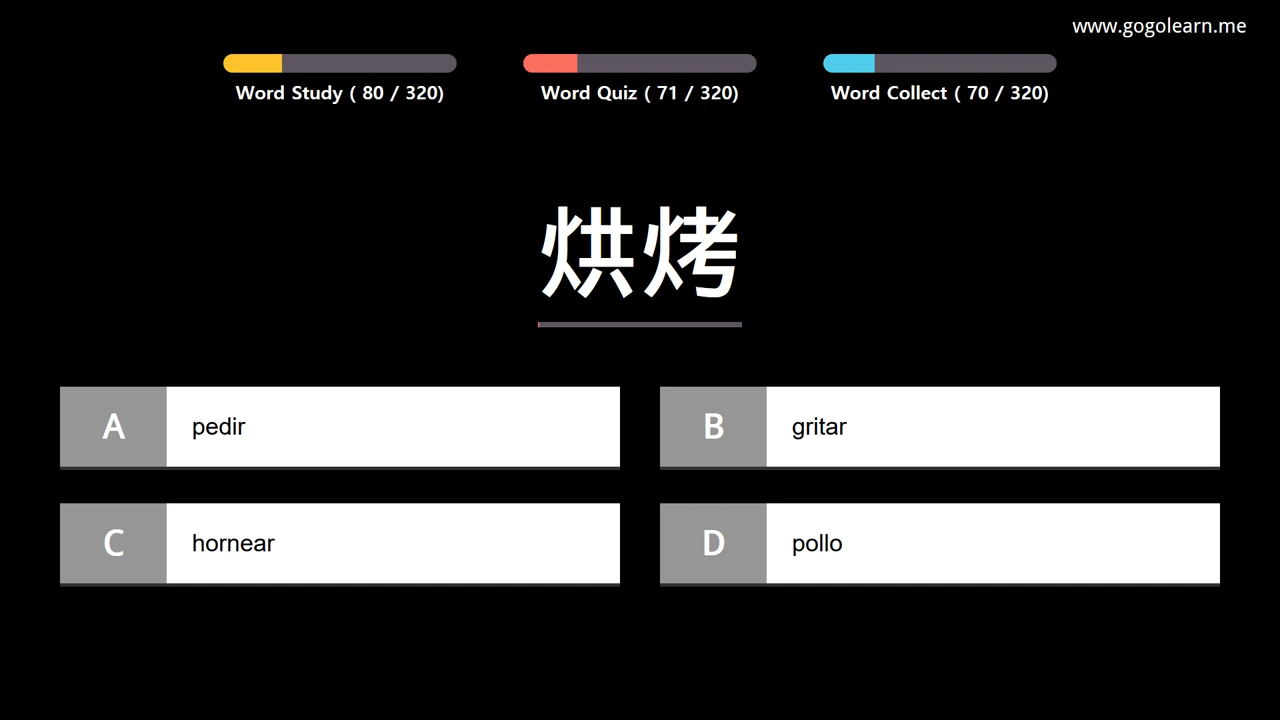 www.gogolearn.me
Word Study ( 80 / 320)
Word Quiz ( 71 / 320)
Word Collect ( 70 / 320)
烘烤
A pedir
B gritar
C hornear
D pollo